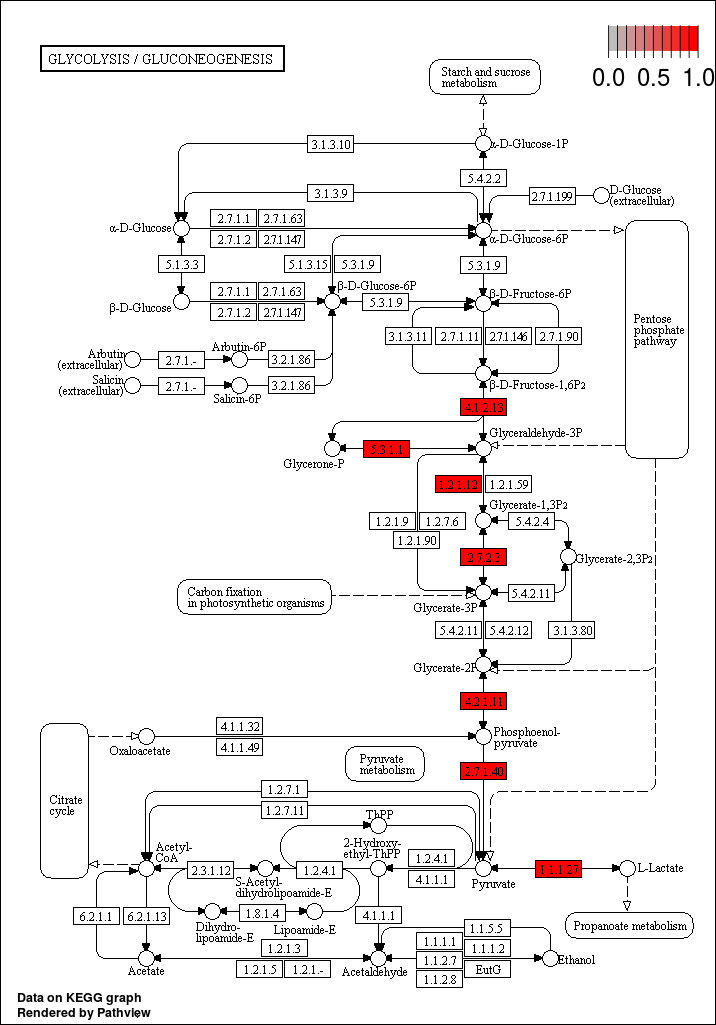 GLYCOLYSIS / GLUCONEOGENESIS
0.0 0.5 1.0
Starch and sucrose
metabolism
3.1.3.10
α-D-Glucose-1P
5.4.2.2
3.1.3.9
2.7.1.199
D-Glucose
(extracellular)
α-D-Glucose
2.7.1.1 2.7.1.63
2.7.1.2 2.7.1.147
α-D-Glucose-6P
5.1.3.3
5.1.3.15 5.3.1.9
5.3.1.9
β-D-Glucose-6P
β-D-Fructose-6P
β-D-Glucose
2.7.1.1 2.7.1.63
2.7.1.2 2.7.1.147
5.3.1.9
Pentose
phosphate
pathway
3.1.3.11 2.7.1.11 2.7.1.146 2.7.1.90
Arbutin
(extracellular)
2.7.1.-
Arbutin-6P
3.2.1.86
Salicin
(extracellular)
2.7.1.-
Salicin-6P
3.2.1.86
β-D-Fructose-1,6P2
4.1.2.13
Glyceraldehyde-3P
5.3.1.1
Glycerone-P
1.2.1.12 1.2.1.59
Glycerate-1,3P2
1.2.1.9 1.2.7.6
1.2.1.90
5.4.2.4
2.7.2.3
Glycerate-2,3P2
Carbon fixation
in photosynthetic organisms
5.4.2.11
Glycerate-3P
5.4.2.11 5.4.2.12 3.1.3.80
Glycerate-2P
4.2.1.11
4.1.1.32
4.1.1.49
Oxaloacetate
Phosphoenol-
pyruvate
Pyruvate
metabolism
2.7.1.40
Citrate
cycle
1.2.7.1
1.2.7.11
ThPP
Acetyl-
CoA
2-Hydroxy-
ethyl-ThPP
2.3.1.12
1.2.4.1
1.2.4.1
4.1.1.1
Pyruvate
1.1.1.27
L-Lactate
S-Acetyl-
dihydrolipoamide-E
6.2.1.1 6.2.1.13
1.8.1.4
Dihydro-
lipoamide-E
Lipoamide-E
4.1.1.1
Propanoate metabolism
1.1.5.5
1.2.1.3
1.1.1.1 1.1.1.2
1.2.1.5 1.2.1.-
1.1.2.7 EutG
1.1.2.8
Acetate
Acetaldehyde
Ethanol
Data on KEGG graph
Rendered by Pathview